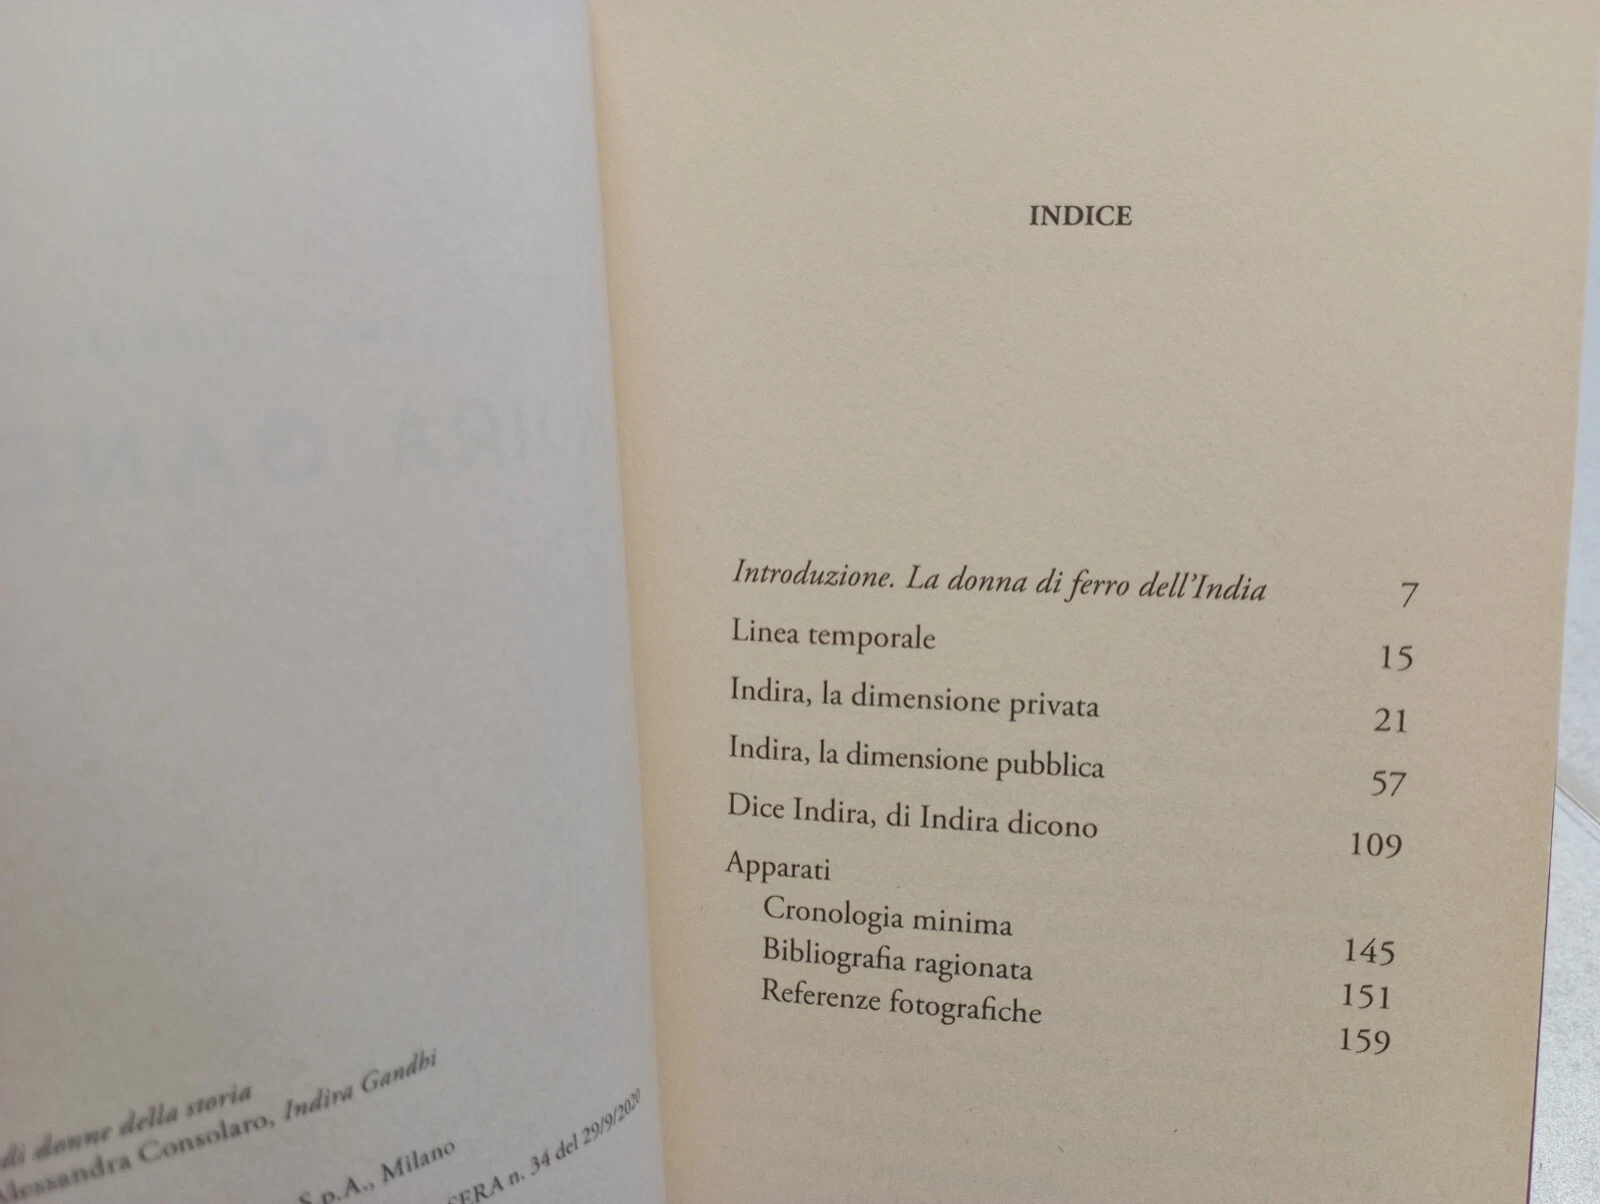 di donne della storia
Alessandra Consolaro, Indira Gandhi
S.p.A., Milano
SERA n. 34 del 29/9/2020
INDICE
Introduzione. La donna di ferro dell'India 7
Linea temporale 15
Indira, la dimensione privata 21
Indira, la dimensione pubblica 57
Dice Indira, di Indira dicono 109
Apparati
Cronologia minima 145
Bibliografia ragionata 151
Referenze fotografiche 159